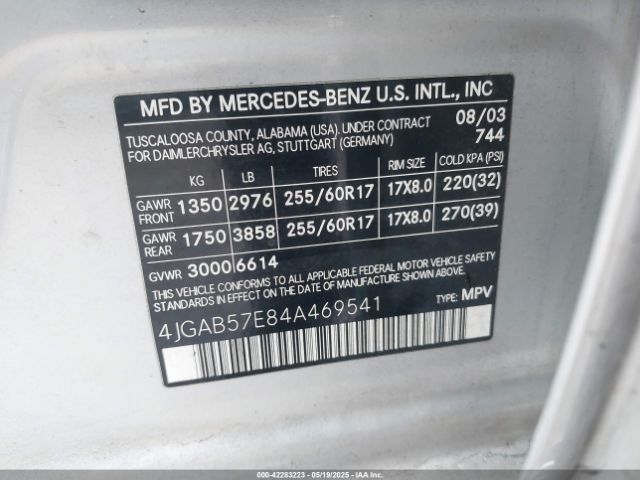 MFD BY MERCEDES-BENZ U.S. INTL., INC
TUSCALOOSA COUNTY, ALABAMA (USA). UNDER CONTRACT 08/03
FOR DAIMLERCHRYSLER AG, STUTTGART (GERMANY) 744
KG LB TIRES RIM SIZE COLD KPA (PSI)
GAWR FRONT 1350 2976 255/60R17 17X8.0 220(32)
GAWR REAR 1750 3858 255/60R17 17X8.0 270(39)
GVWR 3000 6614
THIS VEHICLE CONFORMS TO ALL APPLICABLE FEDERAL MOTOR VEHICLE SAFETY
STANDARDS IN EFFECT ON THE DATE OF MANUFACTURE SHOWN ABOVE.
4JGAB57E84A469541 TYPE: MPV
000-42283223 - 05/19/2025 - IAAI.COM